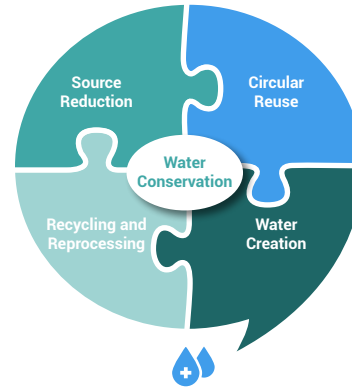 Source
Reduction
Circular
Reuse
Water
Conservation
Recycling and
Reprocessing
Water
Creation